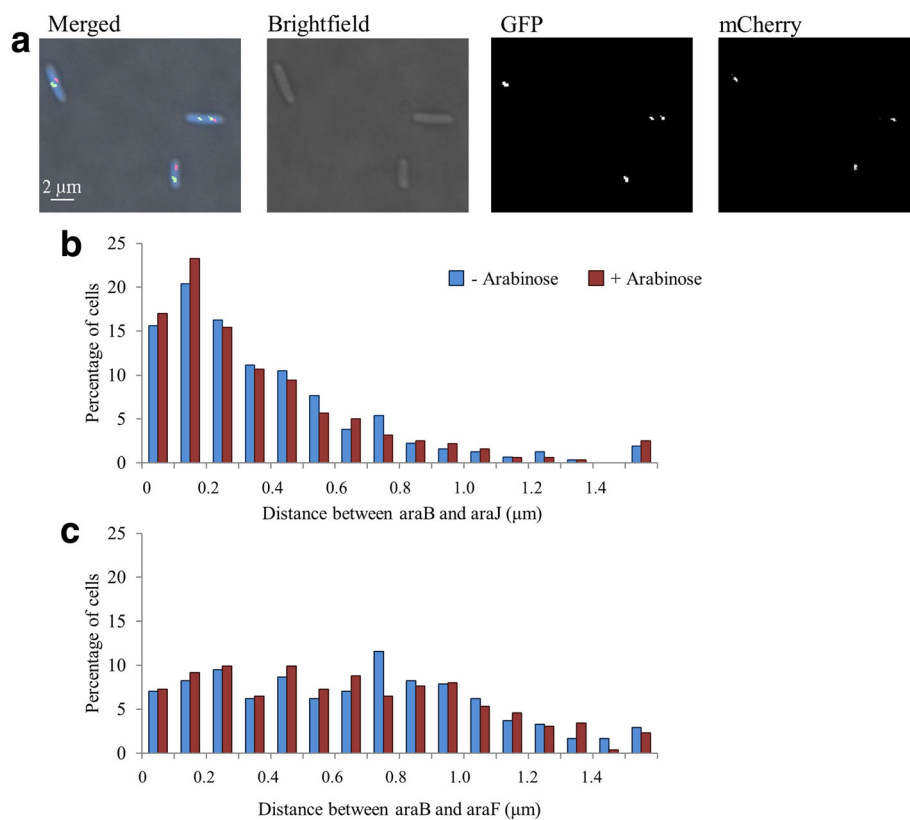 a
Merged Brightfield GFP mCherry
2 µm
b
25
20
15
10
5
0
Percentage of cells
- Arabinose + Arabinose
0 0.2 0.4 0.6 0.8 1.0 1.2 1.4
Distance between araB and araJ (µm)
c
25
20
15
10
5
0
Percentage of cells
0 0.2 0.4 0.6 0.8 1.0 1.2 1.4
Distance between araB and araF (µm)